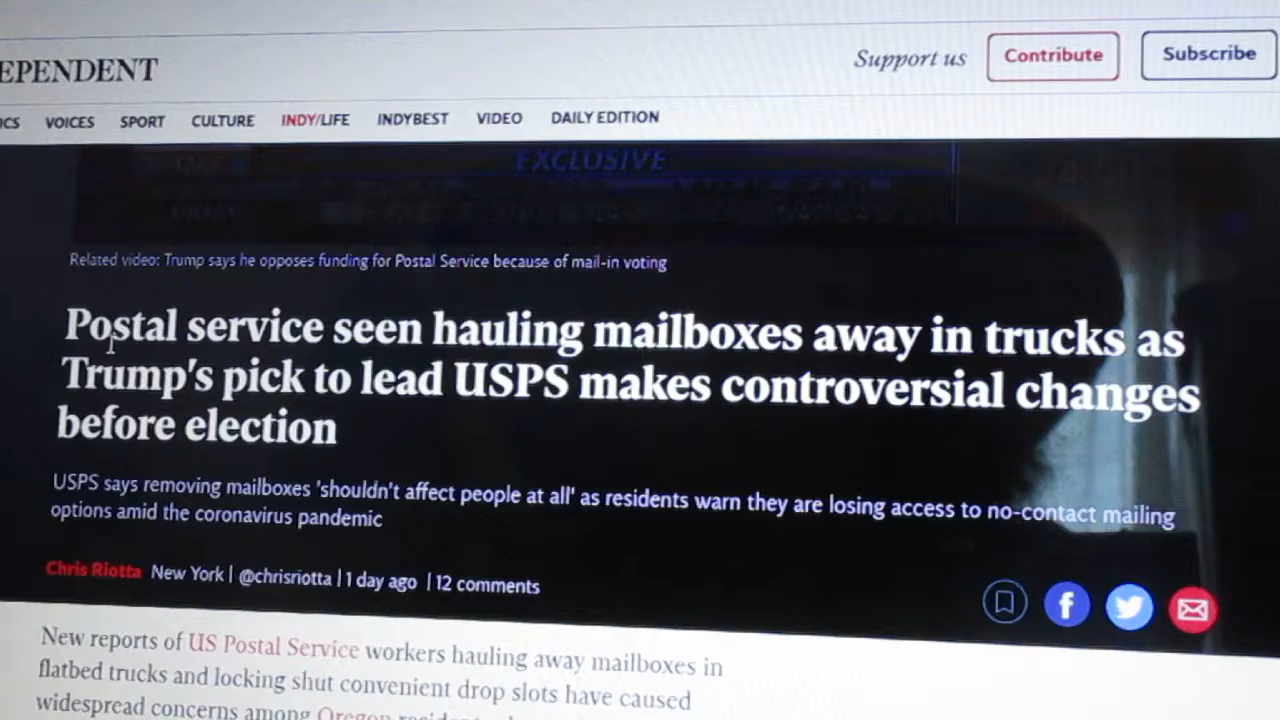 EPENDENT
Support us
Contribute
Subscribe
ICS VOICES SPORT CULTURE INDY/LIFE INDYBEST VIDEO DAILY EDITION
EXCLUSIVE
Related video: Trump says he opposes funding for Postal Service because of mail-in voting
Postal service seen hauling mailboxes away in trucks as
Trump's pick to lead USPS makes controversial changes
before election
USPS says removing mailboxes 'shouldn't affect people at all' as residents warn they are losing access to no-contact mailing
options amid the coronavirus pandemic
Chris Riotta New York | @chrisriotta | 1 day ago | 12 comments
New reports of US Postal Service workers hauling away mailboxes in
flatbed trucks and locking shut convenient drop slots have caused
widespread concerns among Oregon